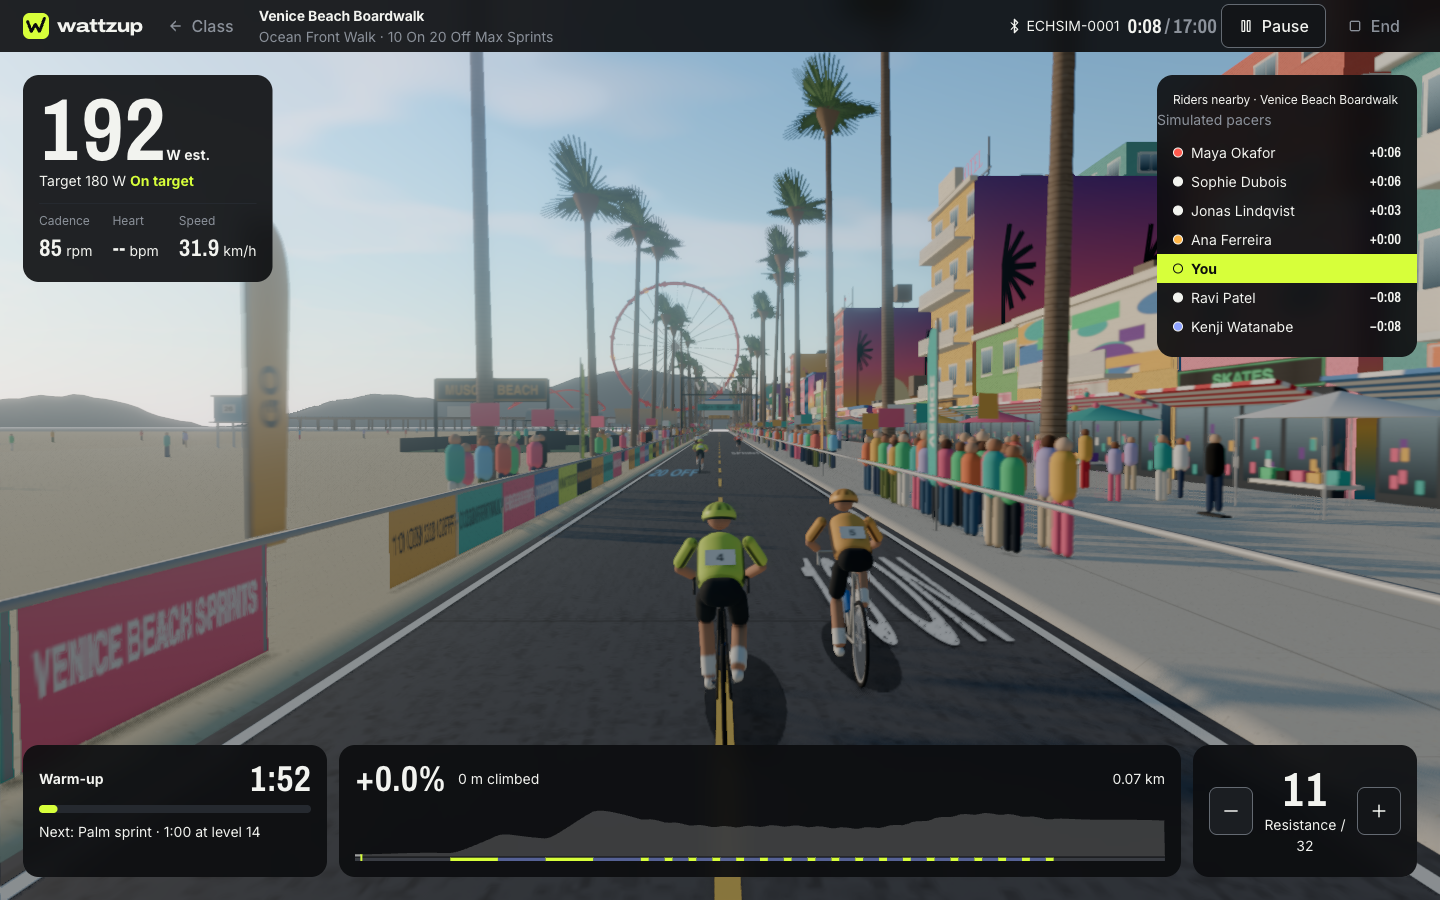 wattzup
Class
Venice Beach Boardwalk
Ocean Front Walk · 10 On 20 Off Max Sprints
ECHSIM-0001
0:08 / 17:00
Pause
End
192 W est.
Target 180 W On target
Cadence Heart Speed
85 rpm -- bpm 31.9 km/h
Riders nearby · Venice Beach Boardwalk
Simulated pacers
Maya Okafor +0:06
Sophie Dubois +0:06
Jonas Lindqvist +0:03
Ana Ferreira +0:00
You
Ravi Patel −0:08
Kenji Watanabe −0:08
GO
BEACH
SKATES
20 OFF
4
VENICE BEACH SPRINTS
Warm-up 1:52
Next: Palm sprint · 1:00 at level 14
+0.0% 0 m climbed 0.07 km
−
11
Resistance /
32
+